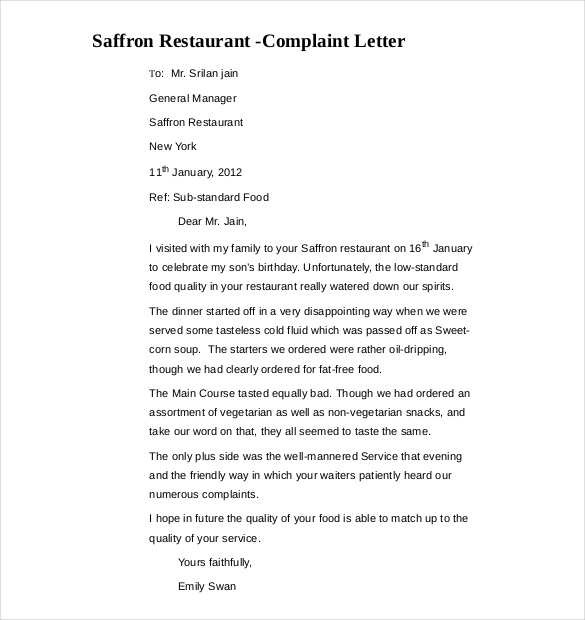 Saffron Restaurant -Complaint Letter
To:  Mr. Srilan jain
General Manager
Saffron Restaurant
New York
11th January, 2012
Ref: Sub-standard Food
Dear Mr. Jain,
I visited with my family to your Saffron restaurant on 16th January
to celebrate my son's birthday. Unfortunately, the low-standard
food quality in your restaurant really watered down our spirits.
The dinner started off in a very disappointing way when we were
served some tasteless cold fluid which was passed off as Sweet-
corn soup.  The starters we ordered were rather oil-dripping,
though we had clearly ordered for fat-free food.
The Main Course tasted equally bad. Though we had ordered an
assortment of vegetarian as well as non-vegetarian snacks, and
take our word on that, they all seemed to taste the same.
The only plus side was the well-mannered Service that evening
and the friendly way in which your waiters patiently heard our
numerous complaints.
I hope in future the quality of your food is able to match up to the
quality of your service.
Yours faithfully,
Emily Swan